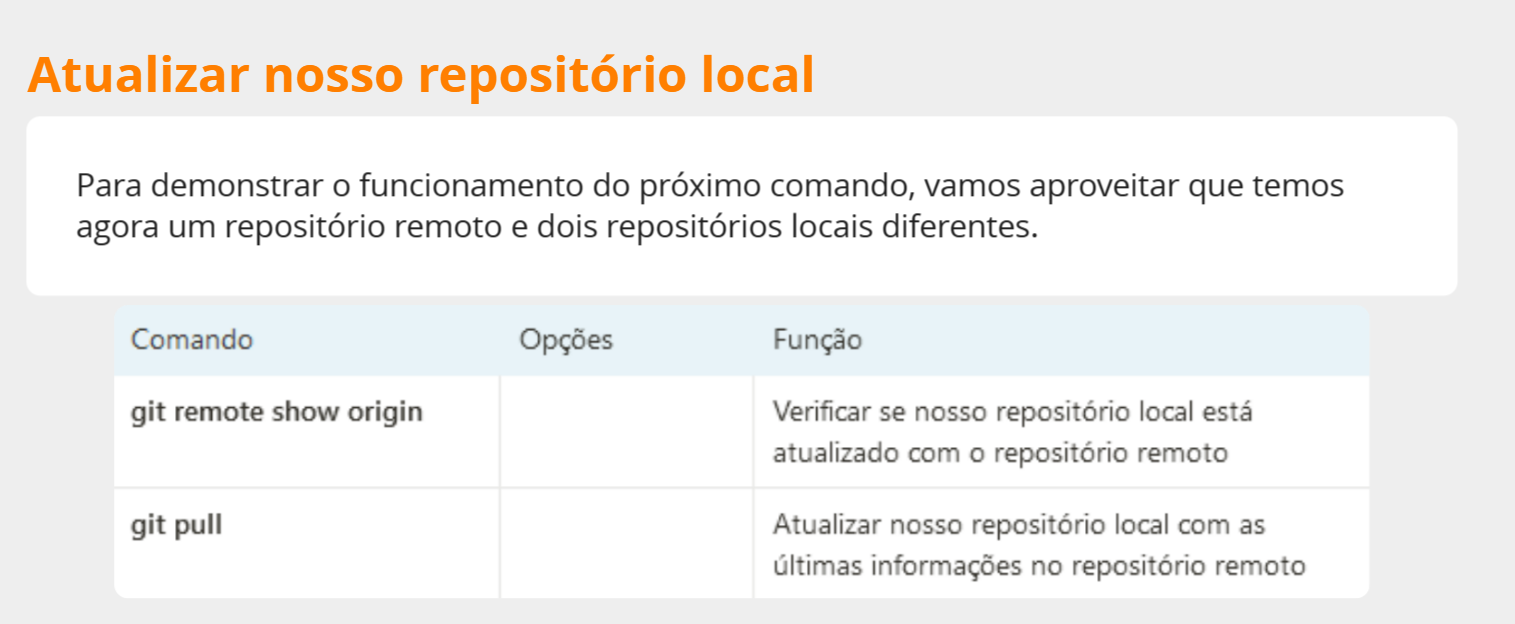 Atualizar nosso repositório local
Para demonstrar o funcionamento do próximo comando, vamos aproveitar que temos
agora um repositório remoto e dois repositórios locais diferentes.
Comando Opções Função
git remote show origin Verificar se nosso repositório local está
atualizado com o repositório remoto
git pull Atualizar nosso repositório local com as
últimas informações no repositório remoto